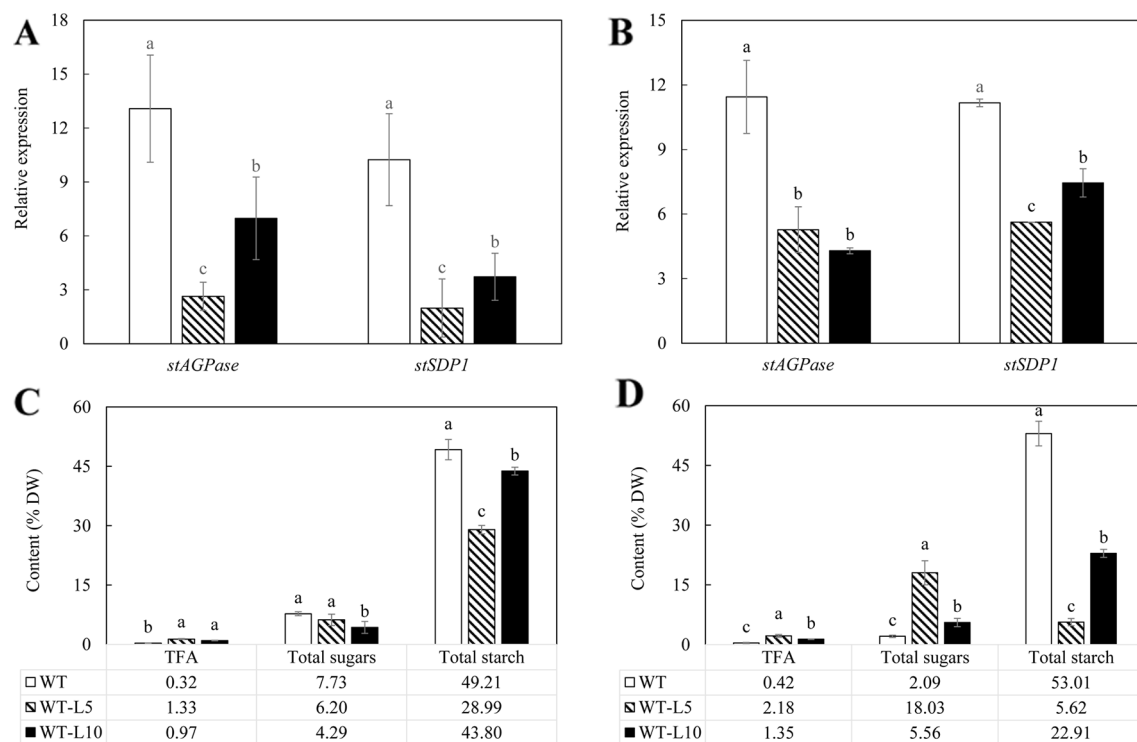 A
Relative expression
18
15
12
9
6
3
0
a
c
b
a
c
b
stAGPase
stSDP1
B
Relative expression
15
12
9
6
3
0
a
b
b
a
c
b
stAGPase
stSDP1
C
Content (% DW)
60
45
30
15
0
b
a
a
a
a
b
a
c
b
TFA
Total sugars
Total starch
WT 0.32 7.73 49.21
WT-L5 1.33 6.20 28.99
WT-L10 0.97 4.29 43.80
D
Content (% DW)
60
45
30
15
0
c
a
b
c
a
b
a
c
b
TFA
Total sugars
Total starch
WT 0.42 2.09 53.01
WT-L5 2.18 18.03 5.62
WT-L10 1.35 5.56 22.91